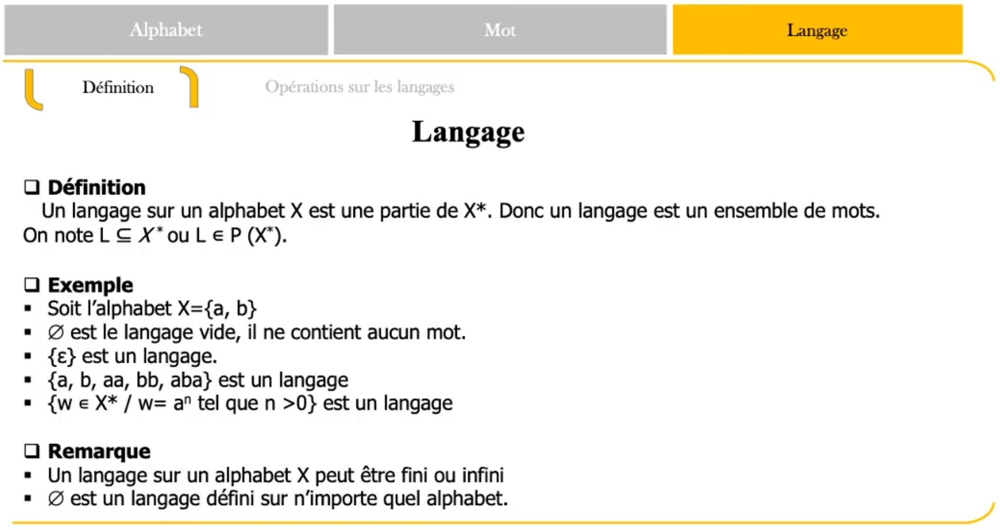 Alphabet
Mot
Langage
Définition
Opérations sur les langages
Langage
❑ Définition
Un langage sur un alphabet X est une partie de X*. Donc un langage est un ensemble de mots.
On note L ⊆ X* ou L ∊ P (X*).
❑ Exemple
▪ Soit l’alphabet X={a, b}
▪ ∅ est le langage vide, il ne contient aucun mot.
▪ {ε} est un langage.
▪ {a, b, aa, bb, aba} est un langage
▪ {w ∊ X* / w= aⁿ tel que n >0} est un langage
❑ Remarque
▪ Un langage sur un alphabet X peut être fini ou infini
▪ ∅ est un langage défini sur n’importe quel alphabet.